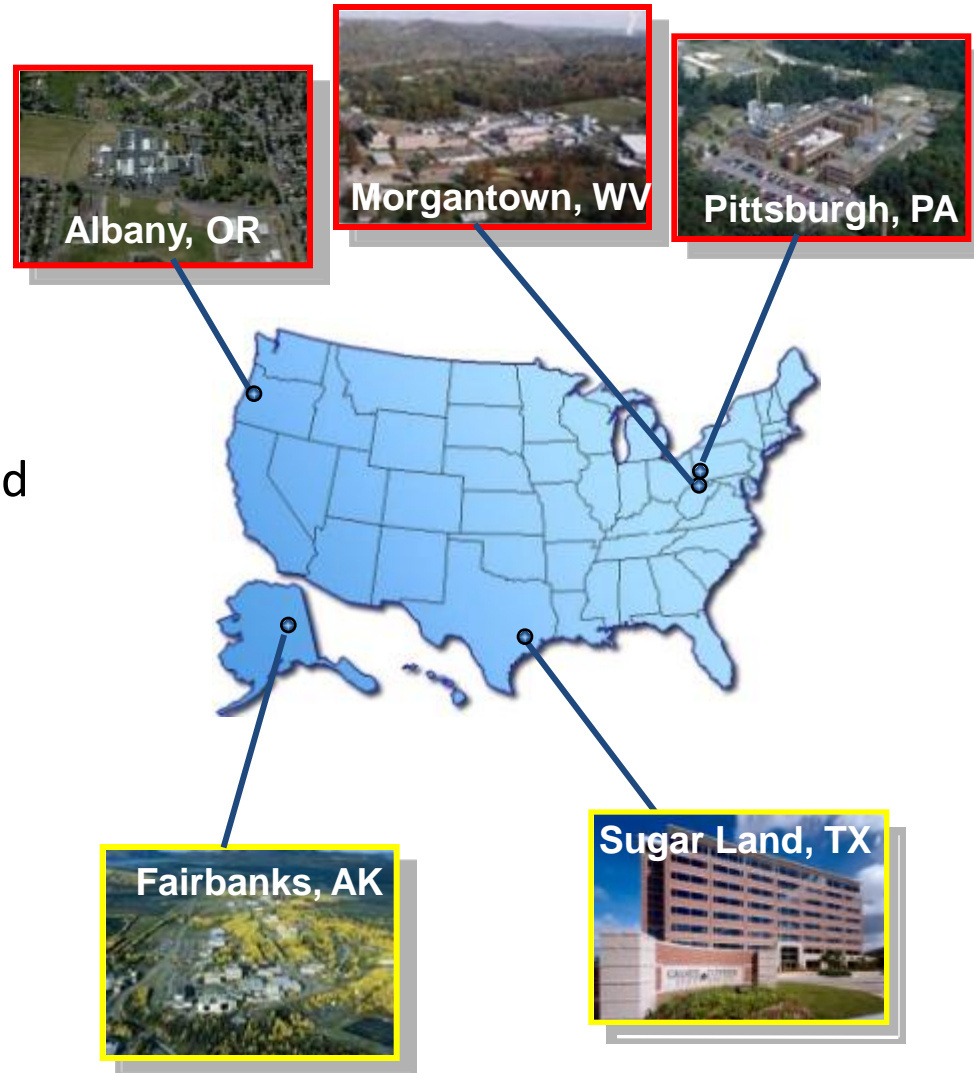 Morgantown, WV
Pittsburgh, PA
Albany, OR
d
Sugar Land, TX
Fairbanks, AK